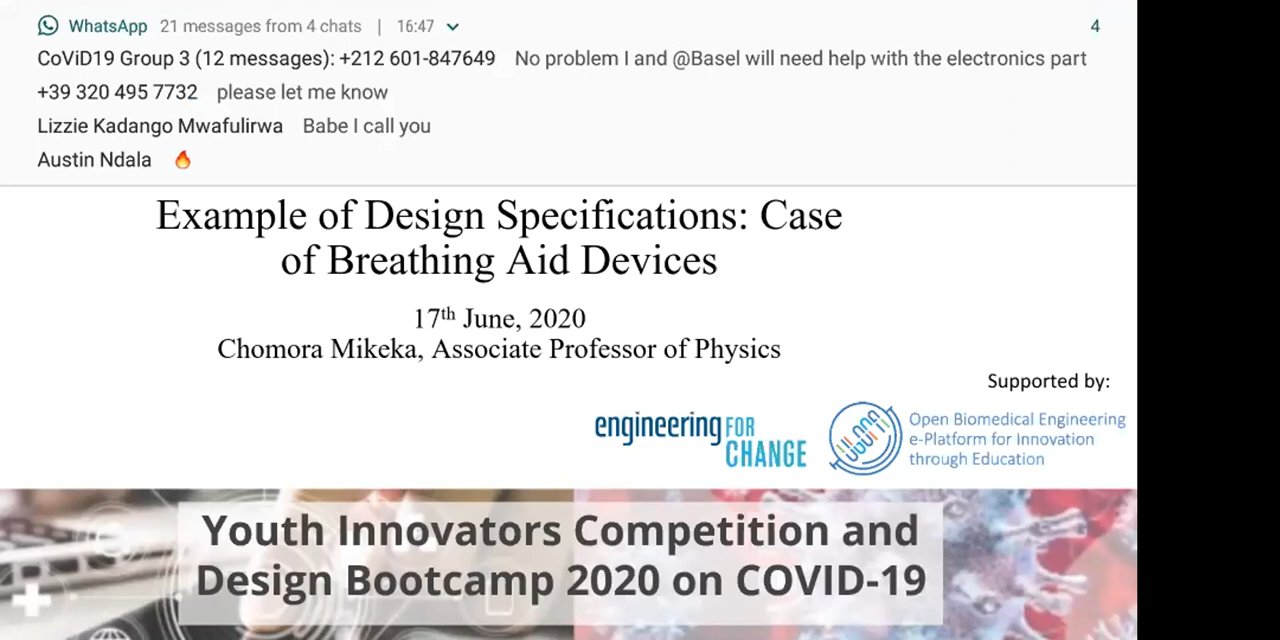 WhatsApp 21 messages from 4 chats | 16:47 4
CoViD19 Group 3 (12 messages): +212 601-847649 No problem I and @Basel will need help with the electronics part
+39 320 495 7732 please let me know
Lizzie Kadango Mwafulirwa Babe I call you
Austin Ndala 🔥
Example of Design Specifications: Case
of Breathing Aid Devices
17th June, 2020
Chomora Mikeka, Associate Professor of Physics
Supported by:
engineering FOR
CHANGE
UBORA
Open Biomedical Engineering
e-Platform for Innovation
through Education
Youth Innovators Competition and
Design Bootcamp 2020 on COVID-19